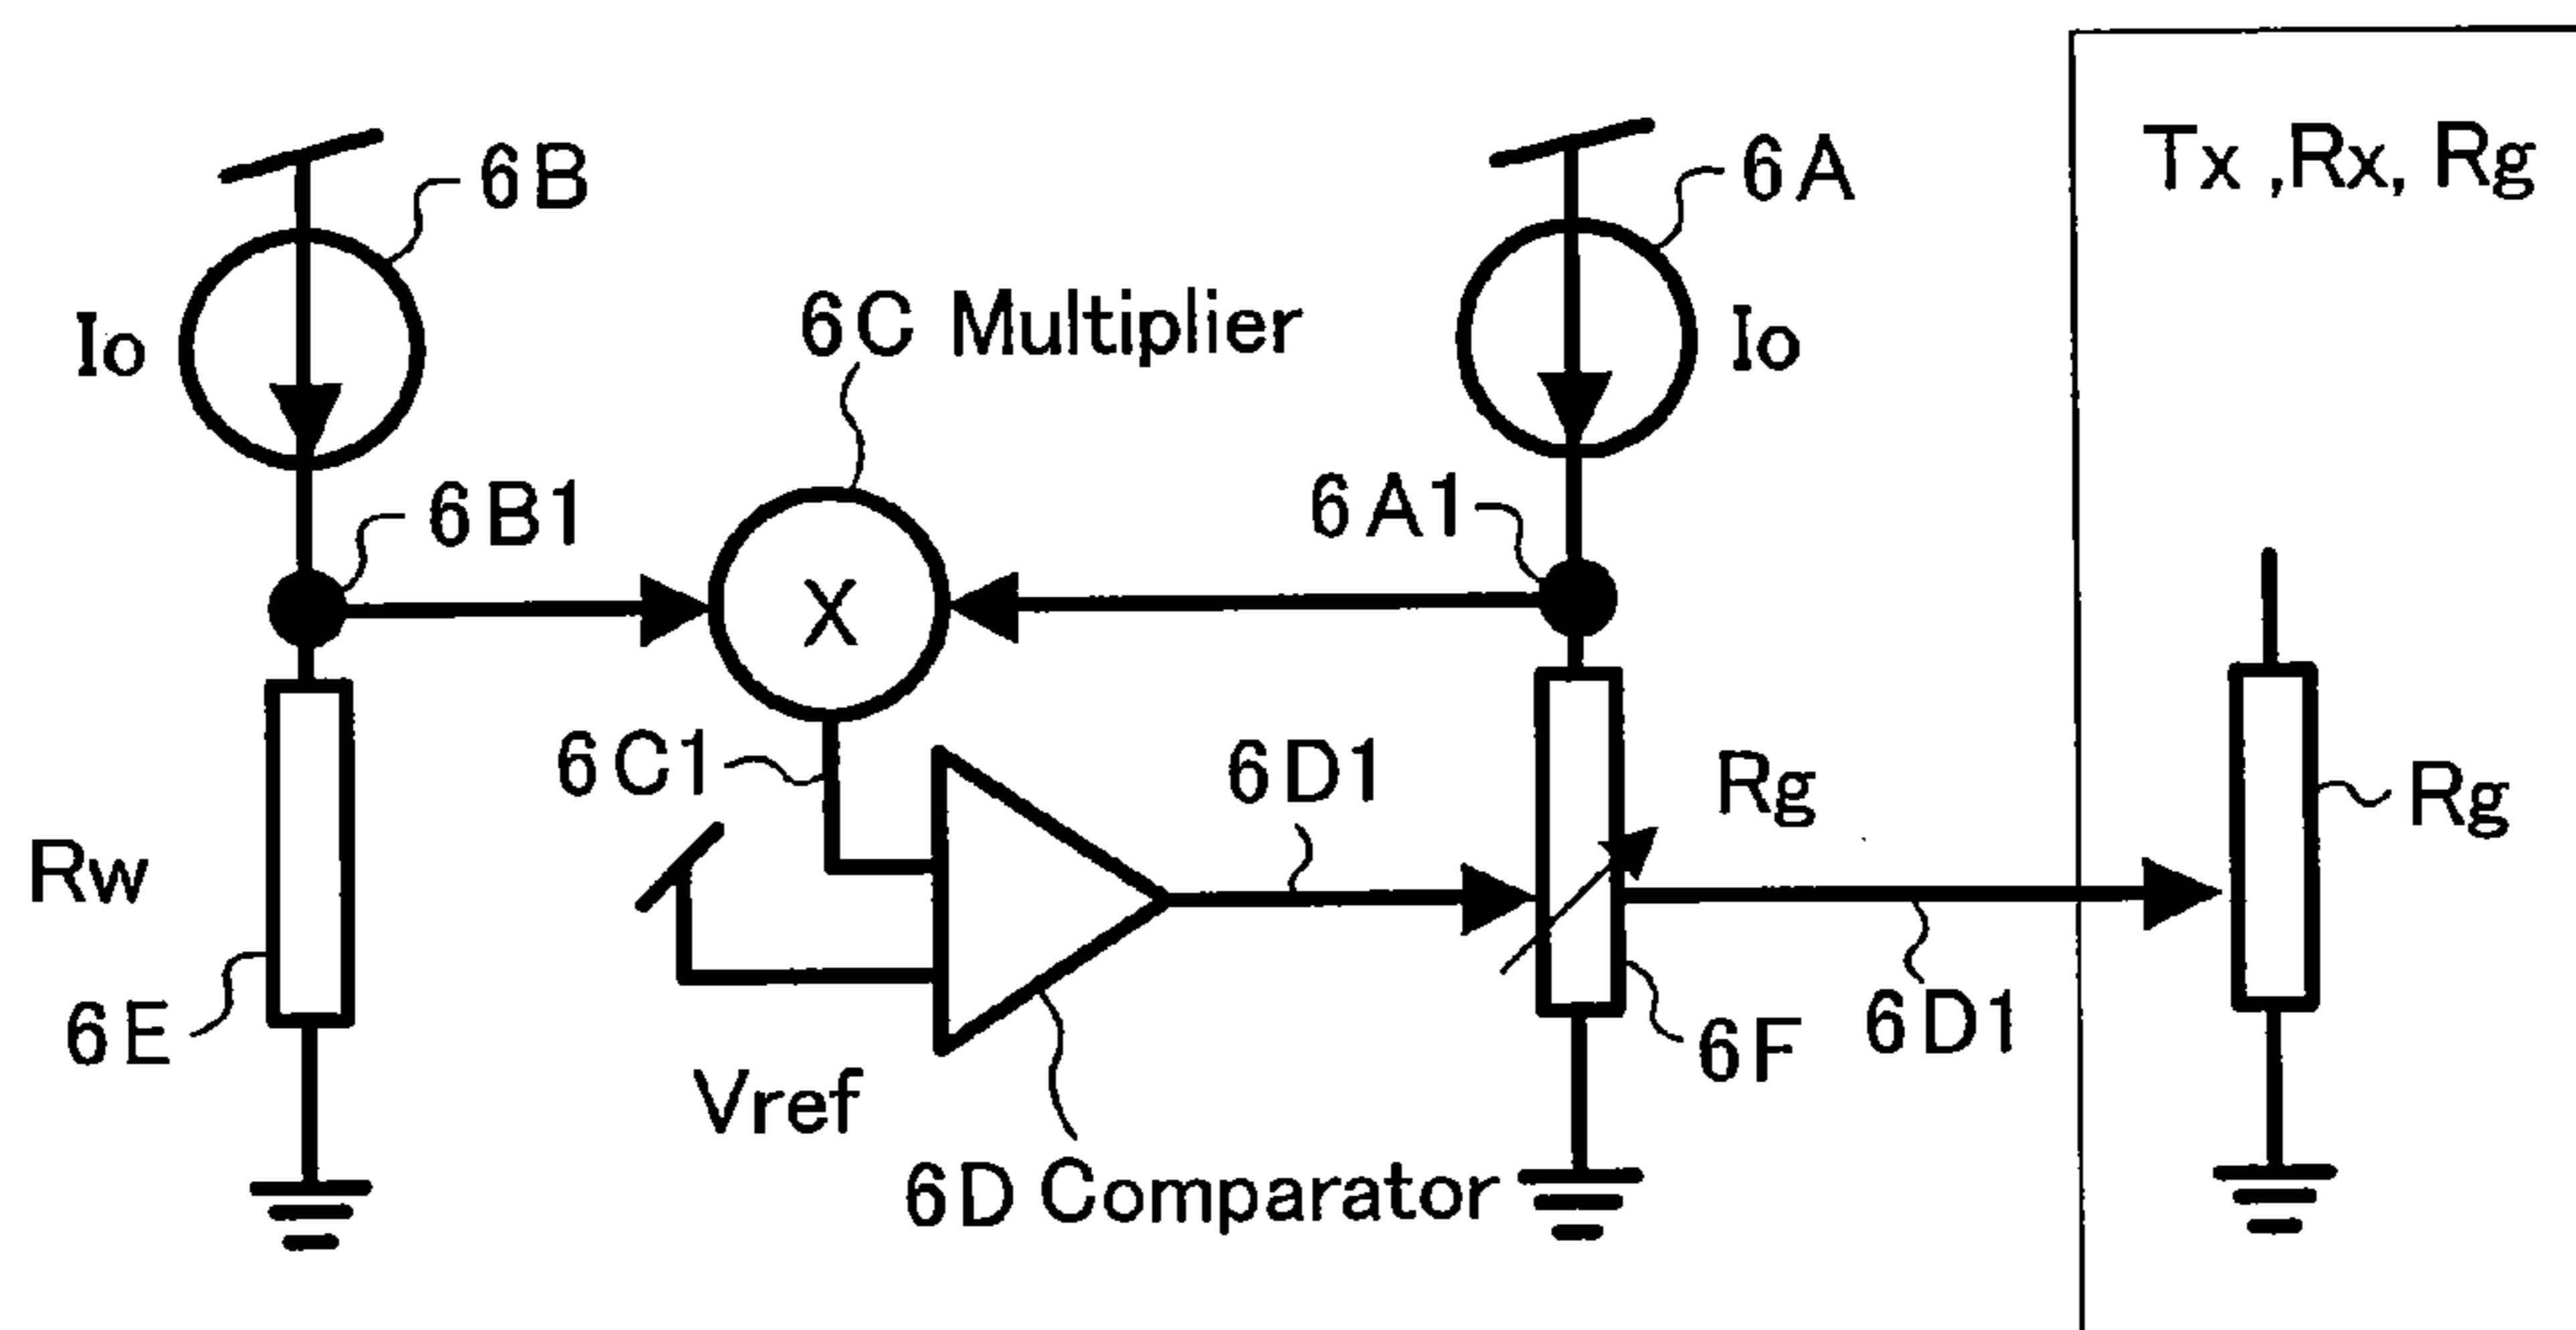 6B
6A
Tx ,Rx, Rg
Io
6C Multiplier
Io
6B1
6A1
X
6C1
6D1
Rg
Rg
Rw
6E
Vref
6F
6D1
6D Comparator